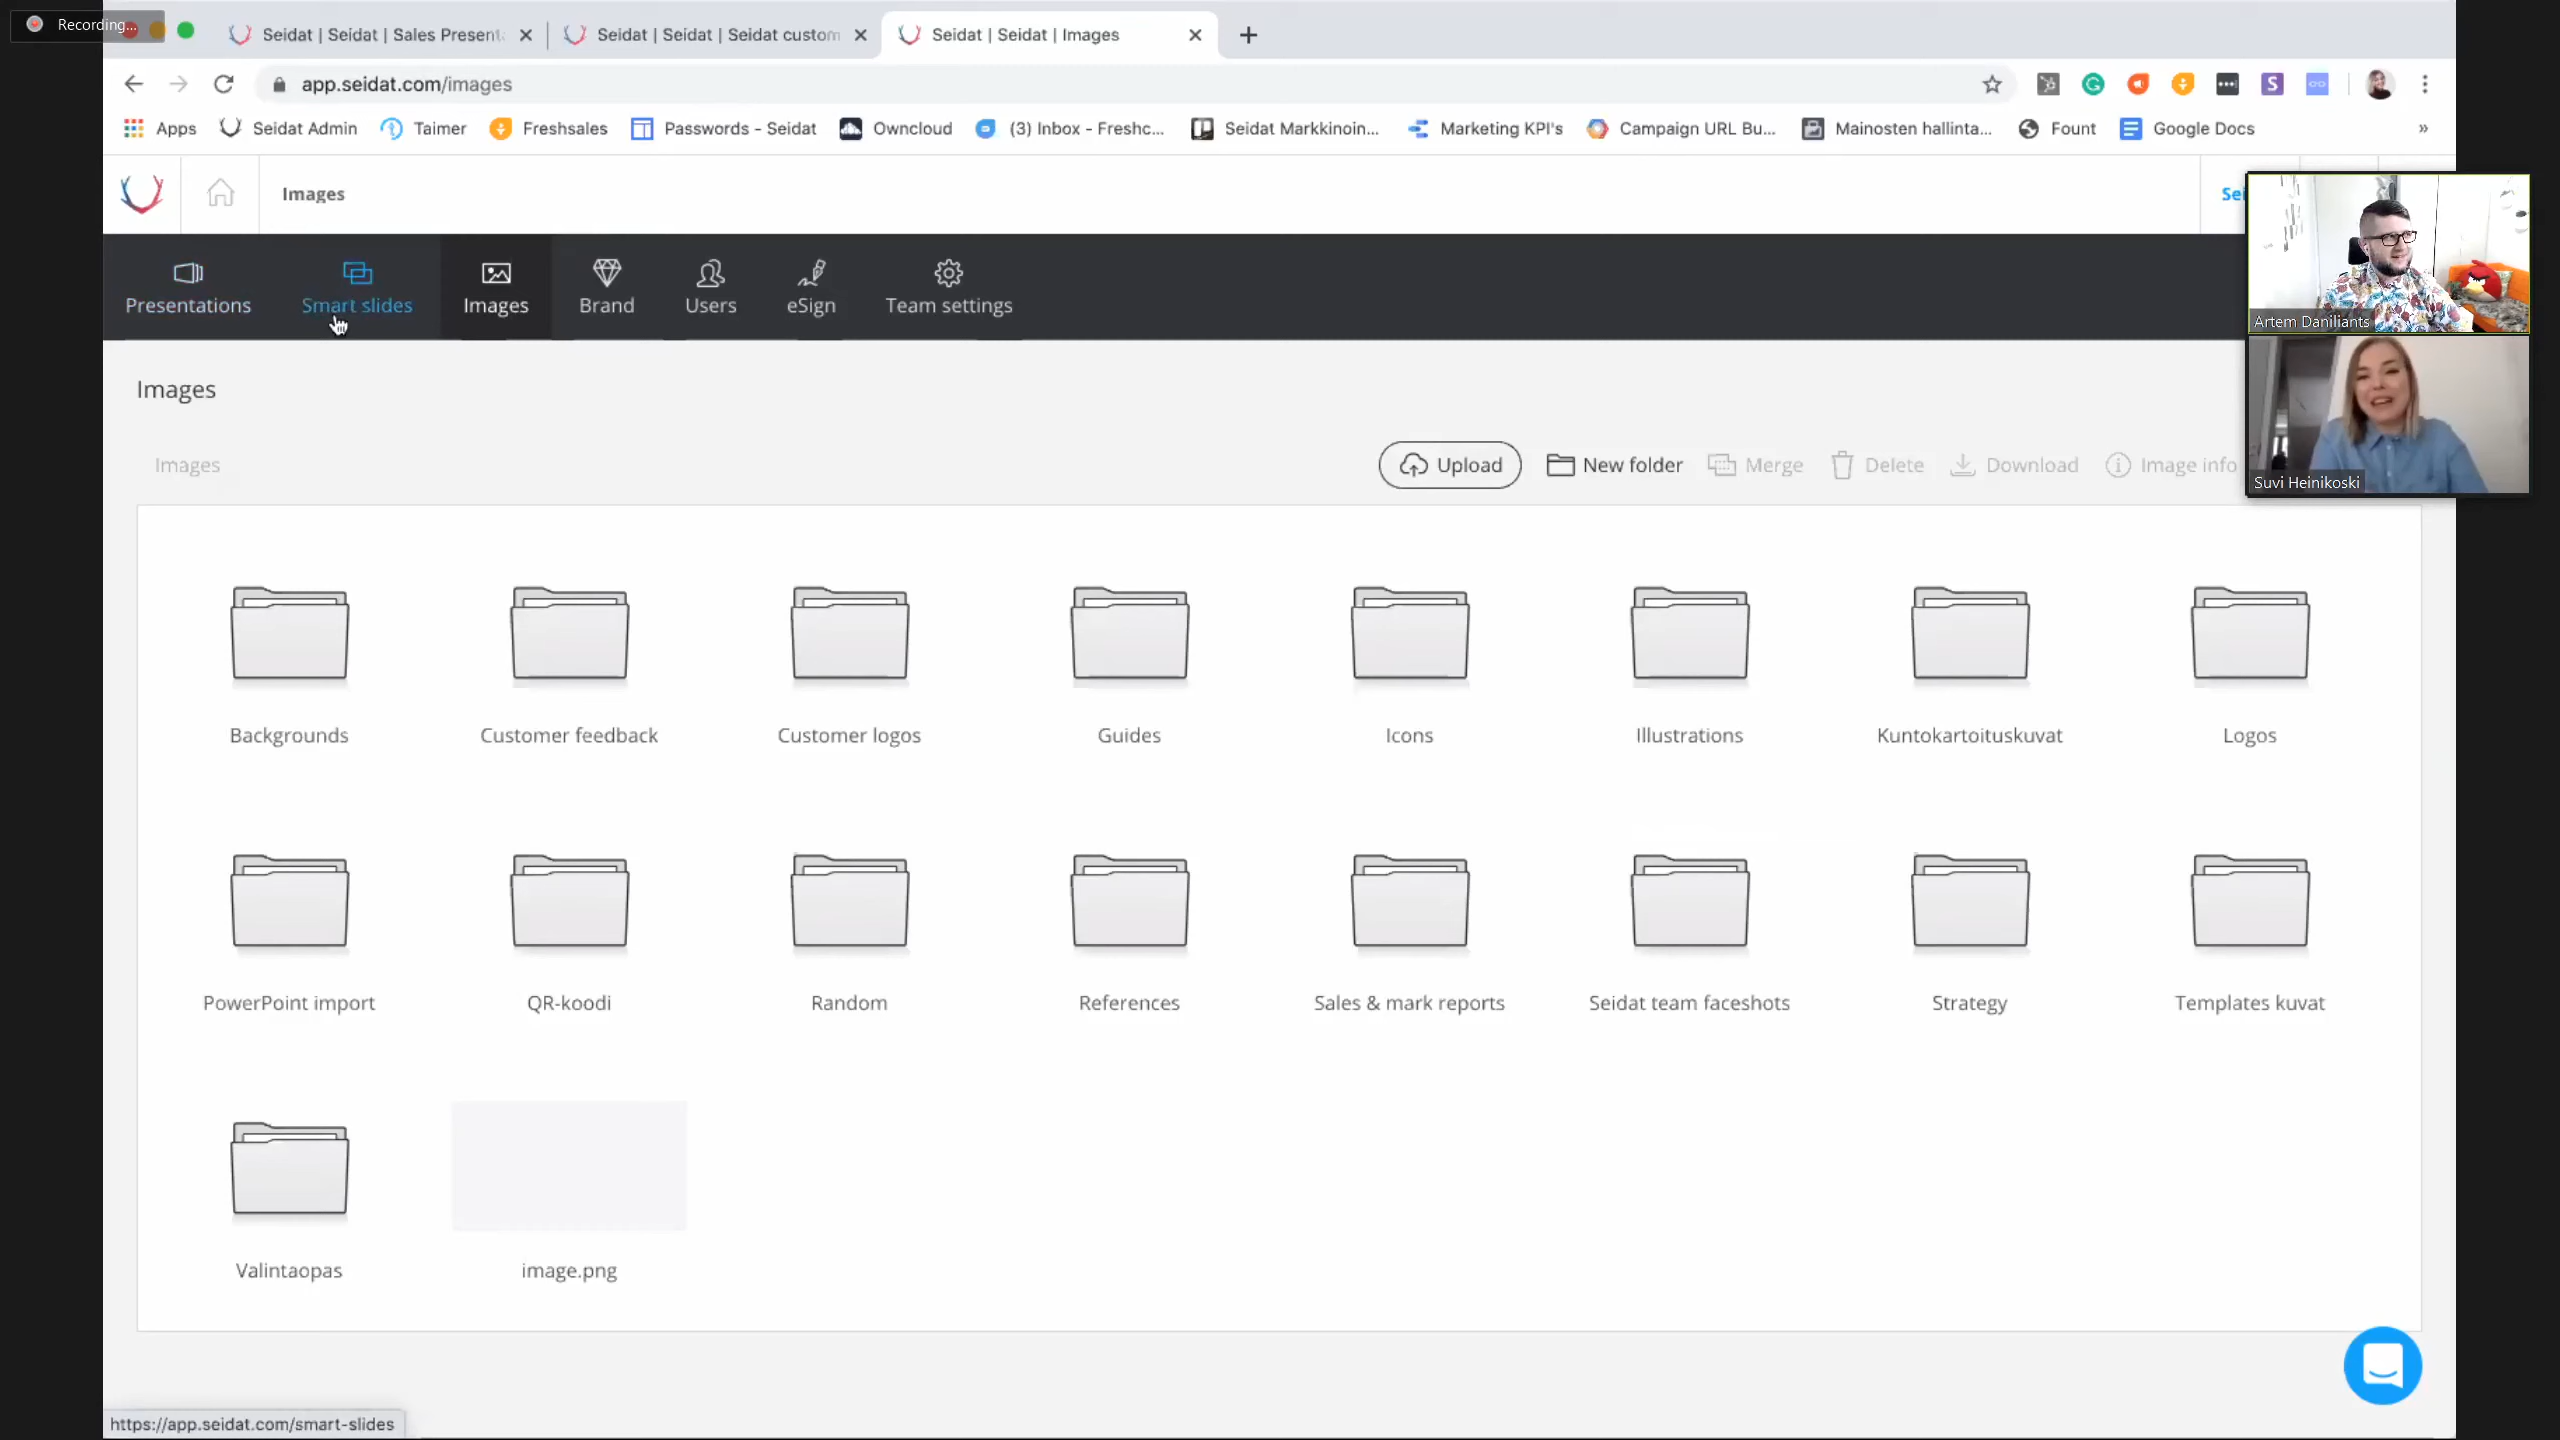 Recording...
Seidat | Seidat | Sales Present
Seidat | Seidat | Seidat custom
Seidat | Seidat | Images
app.seidat.com/images
Apps
Seidat Admin
Taimer
Freshsales
Passwords - Seidat
Owncloud
(3) Inbox - Freshc...
Seidat Markkinoin...
Marketing KPI's
Campaign URL Bu...
Mainosten hallinta...
Fount
Google Docs
»
Images
Sei
Presentations
Smart slides
Images
Brand
Users
eSign
Team settings
Artem Daniliants
Suvi Heinikoski
Images
Images
Upload
New folder
Merge
Delete
Download
Image info
Backgrounds
Customer feedback
Customer logos
Guides
Icons
Illustrations
Kuntokartoituskuvat
Logos
PowerPoint import
QR-koodi
Random
References
Sales & mark reports
Seidat team faceshots
Strategy
Templates kuvat
Valintaopas
image.png
https://app.seidat.com/smart-slides